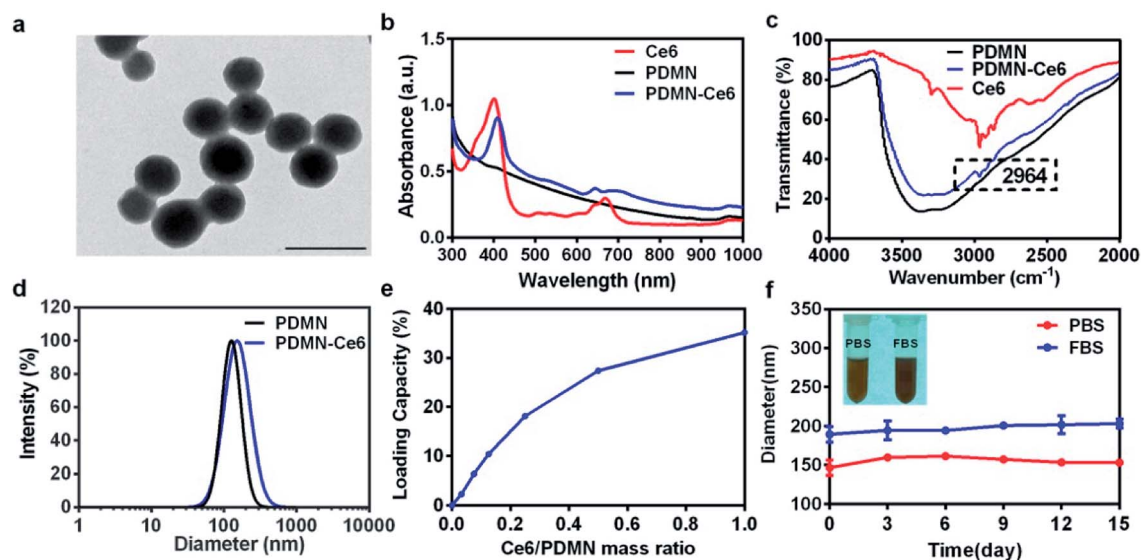 a
b
Absorbance (a.u.)
1.5
1.0
0.5
0.0
Ce6
PDMN
PDMN-Ce6
300 400 500 600 700 800 900 1000
Wavelength (nm)
c
Transmittance (%)
100
80
60
40
20
0
PDMN
PDMN-Ce6
Ce6
2964
4000 3500 3000 2500 2000
Wavenumber (cm⁻¹)
d
Intensity (%)
120
100
80
60
40
20
0
PDMN
PDMN-Ce6
1 10 100 1000 10000
Diameter (nm)
e
Loading Capacity (%)
40
30
20
10
0
0.0 0.2 0.4 0.6 0.8 1.0
Ce6/PDMN mass ratio
f
Diameter(nm)
350
300
250
200
150
100
PBS FBS
PBS
FBS
0 3 6 9 12 15
Time(day)